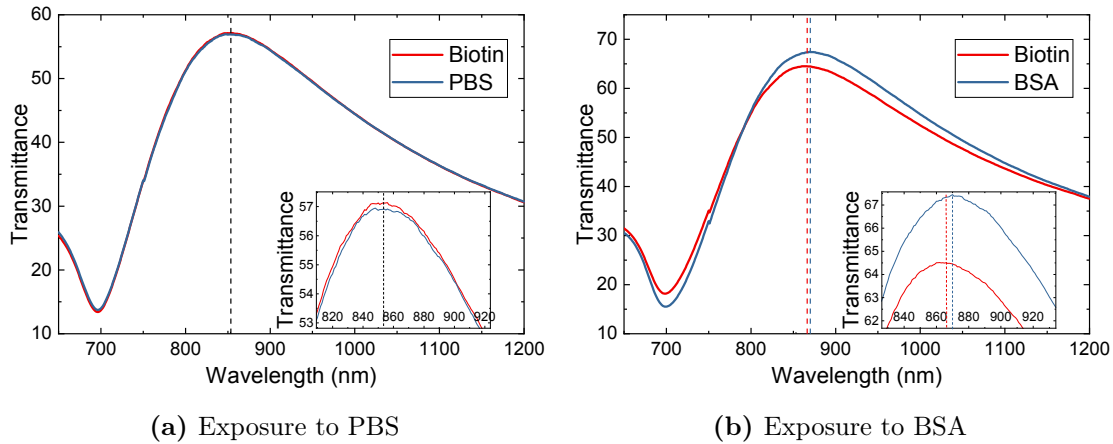 60
50
40
30
20
10
Transmittance
Biotin
PBS
57
56
55
54
53
Transmittance
820 840 860 880 900 920
700 800 900 1000 1100 1200
Wavelength (nm)
(a) Exposure to PBS
70
60
50
40
30
20
10
Transmittance
Biotin
BSA
67
66
65
64
63
62
Transmittance
840 860 880 900 920
700 800 900 1000 1100 1200
Wavelength (nm)
(b) Exposure to BSA